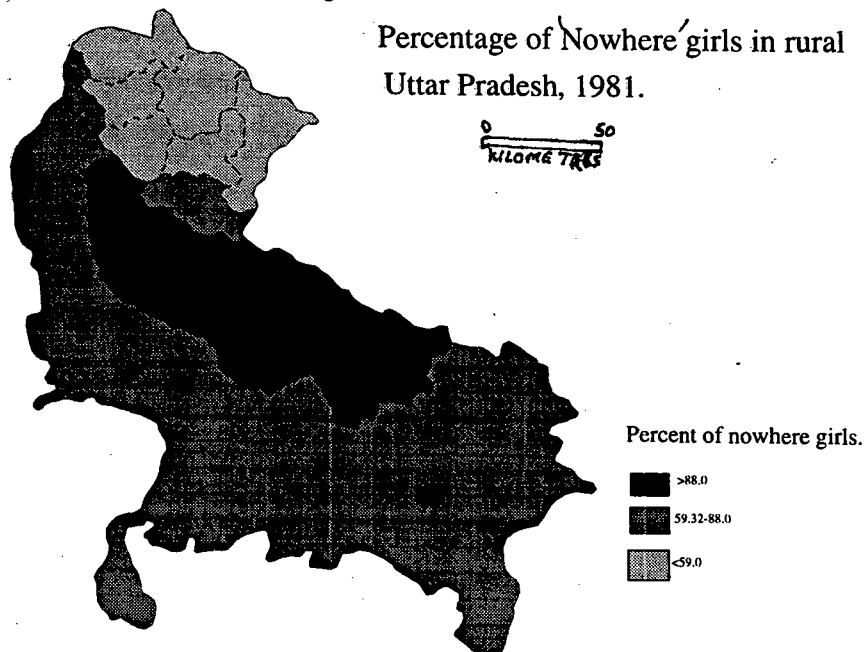 Percentage of 'Nowhere' girls in rural
Uttar Pradesh, 1981.
0 50
KILOMETRES
Percent of nowhere girls.
>88.0
59.32-88.0
<59.0